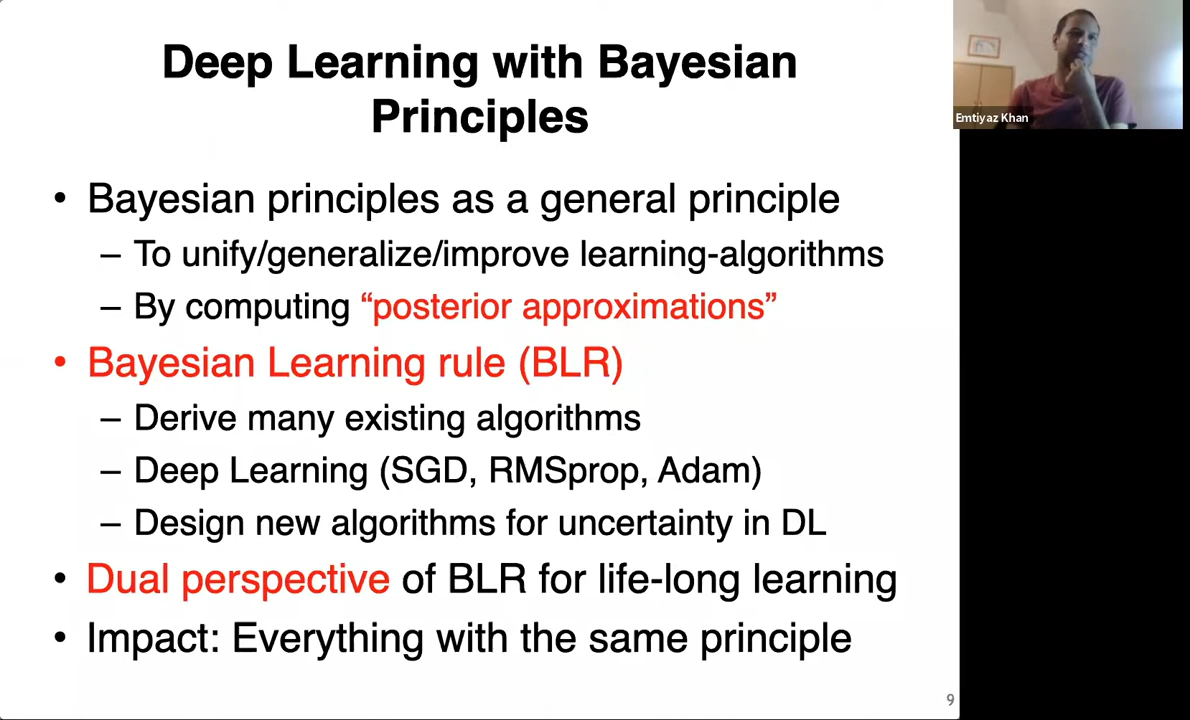 Deep Learning with Bayesian
Principles
• Bayesian principles as a general principle
– To unify/generalize/improve learning-algorithms
– By computing “posterior approximations”
• Bayesian Learning rule (BLR)
– Derive many existing algorithms
– Deep Learning (SGD, RMSprop, Adam)
– Design new algorithms for uncertainty in DL
• Dual perspective of BLR for life-long learning
• Impact: Everything with the same principle
9
Emtiyaz Khan